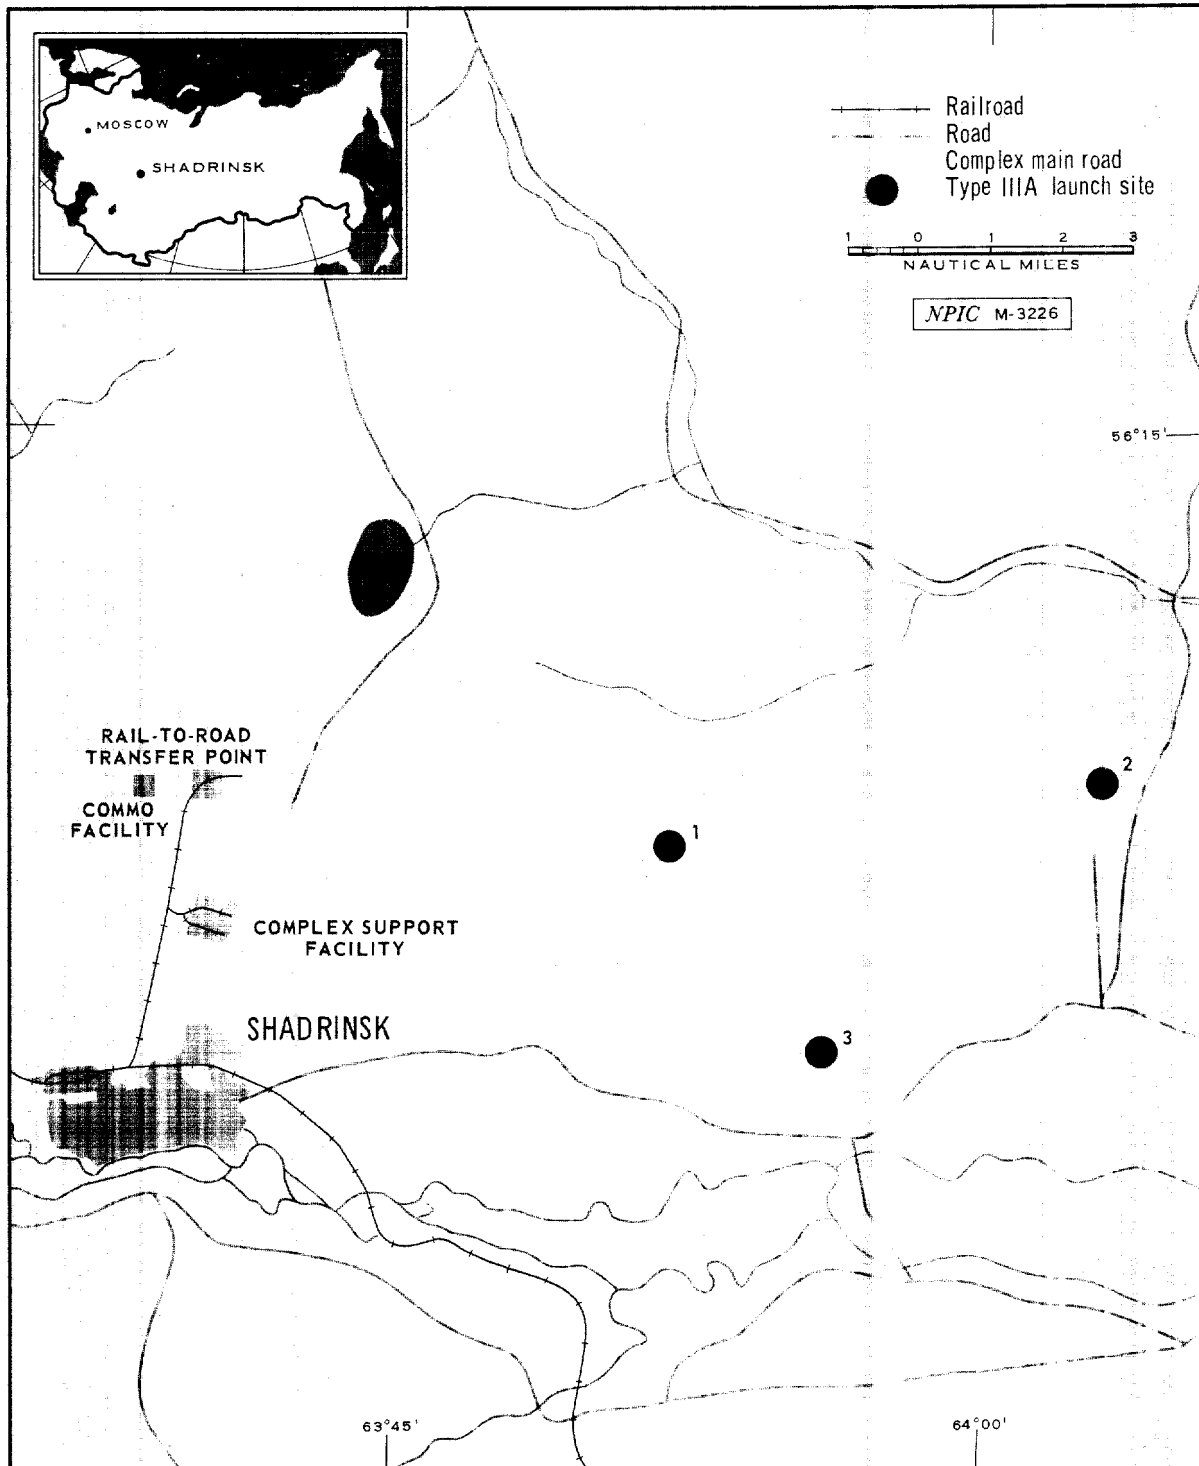 MOSCOW
SHADRINSK
Railroad
Road
Complex main road
Type IIIA launch site
1 0 1 2 3
NAUTICAL MILES
NPIC M-3226
56°15'
RAIL-TO-ROAD
TRANSFER POINT
COMMO
FACILITY
2
1
COMPLEX SUPPORT
FACILITY
SHADRINSK
3
63°45'
64°00'